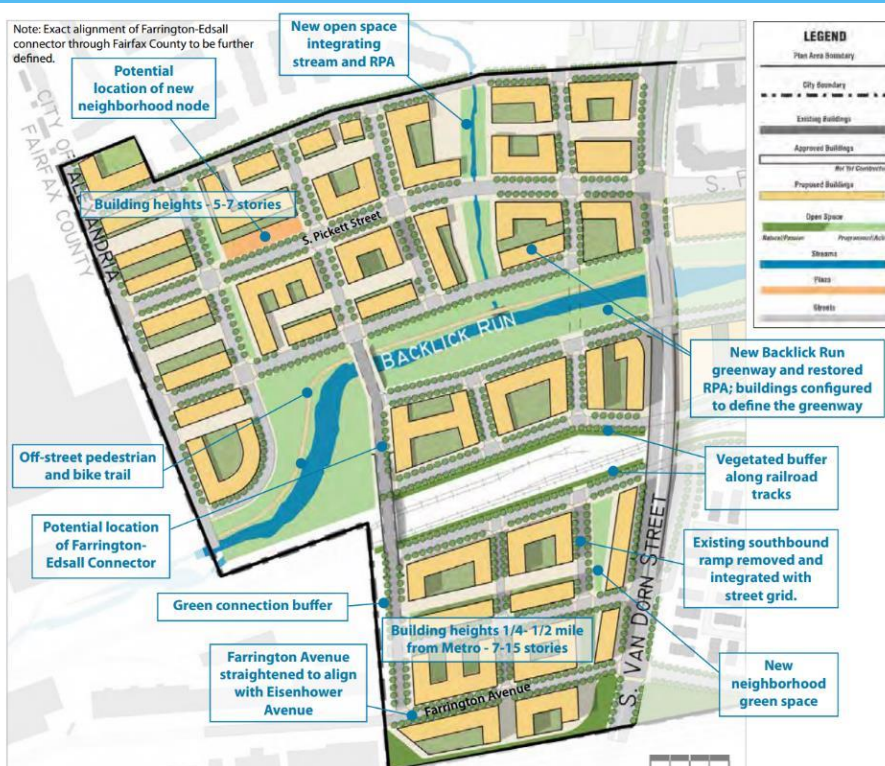 Note: Exact alignment of Farrington-Edsall
connector through Fairfax County to be further
defined.
Potential
location of new
neighborhood node
New open space
integrating
stream and RPA
LEGEND
Plan Area Boundary
City Boundary
Existing Buildings
Approved Buildings
Not Yet Constructed
Proposed Buildings
Open Space
Natural/Passive
Streams
Plaza
Streets
CITY OF ALEXANDRIA
FAIRFAX COUNTY
Building heights - 5-7 stories
S. Pickett Street
BACKLICK RUN
New Backlick Run
greenway and restored
RPA; buildings configured
to define the greenway
Off-street pedestrian
and bike trail
Vegetated buffer
along railroad
tracks
Potential location
of Farrington-
Edsall Connector
S. VAN DORN STREET
Existing southbound
ramp removed and
integrated with
street grid.
Green connection buffer
Building heights 1/4- 1/2 mile
from Metro - 7-15 stories
Farrington Avenue
straightened to align
with Eisenhower
Avenue
Farrington Avenue
New
neighborhood
green space